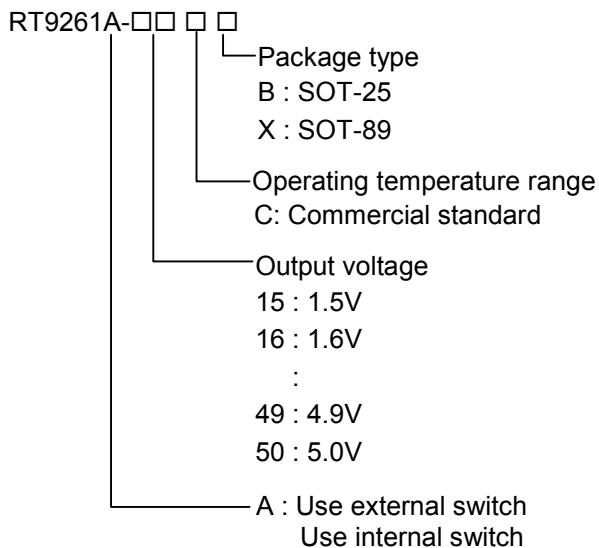 RT9261A-□□ □ □
Package type
B : SOT-25
X : SOT-89
Operating temperature range
C: Commercial standard
Output voltage
15 : 1.5V
16 : 1.6V
:
49 : 4.9V
50 : 5.0V
A : Use external switch
Use internal switch